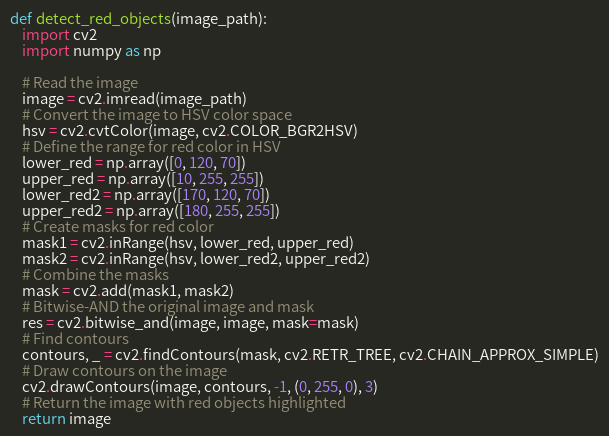 def detect_red_objects(image_path):
    import cv2
    import numpy as np

    # Read the image
    image = cv2.imread(image_path)
    # Convert the image to HSV color space
    hsv = cv2.cvtColor(image, cv2.COLOR_BGR2HSV)
    # Define the range for red color in HSV
    lower_red = np.array([0, 120, 70])
    upper_red = np.array([10, 255, 255])
    lower_red2 = np.array([170, 120, 70])
    upper_red2 = np.array([180, 255, 255])
    # Create masks for red color
    mask1 = cv2.inRange(hsv, lower_red, upper_red)
    mask2 = cv2.inRange(hsv, lower_red2, upper_red2)
    # Combine the masks
    mask = cv2.add(mask1, mask2)
    # Bitwise-AND the original image and mask
    res = cv2.bitwise_and(image, image, mask=mask)
    # Find contours
    contours, _ = cv2.findContours(mask, cv2.RETR_TREE, cv2.CHAIN_APPROX_SIMPLE)
    # Draw contours on the image
    cv2.drawContours(image, contours, -1, (0, 255, 0), 3)
    # Return the image with red objects highlighted
    return image